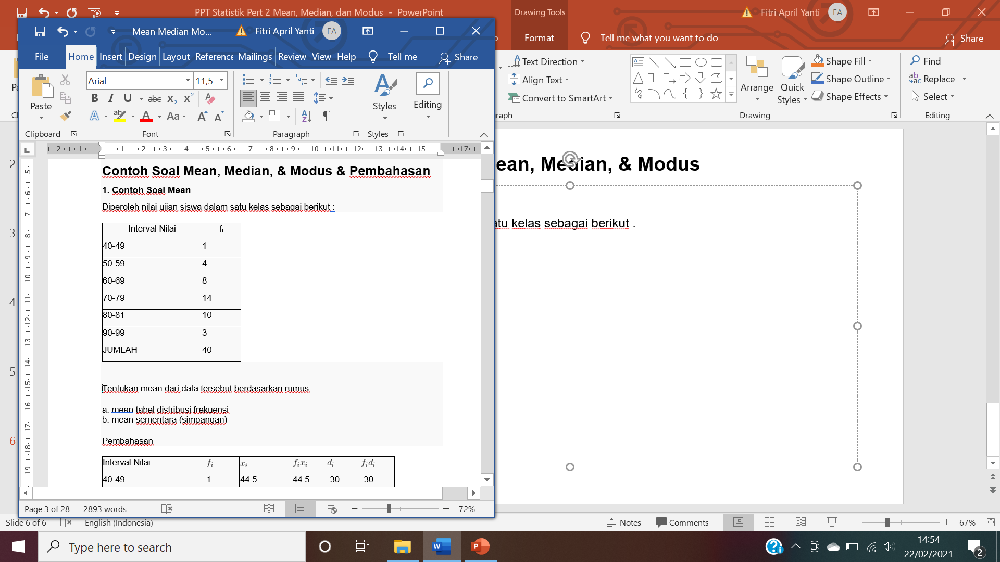 PPT Statistik Pert 2 Mean, Median, dan Modus - PowerPoint
Drawing Tools
Fitri April Yanti
FA
Format
Tell me what you want to do
Share
Mean Median Mo...
Fitri April Yanti
FA
File
Home
Insert
Design
Layout
Reference
Mailings
Review
View
Help
Tell me
Share
Paste
Clipboard
Arial
11,5
Font
Paragraph
Styles
Styles
Editing
Text Direction
Align Text
Convert to SmartArt
Arrange
Quick Styles
Shape Fill
Shape Outline
Shape Effects
Drawing
Find
Replace
Select
Editing
Contoh Soal Mean, Median, & Modus & Pembahasan
1. Contoh Soal Mean
Diperoleh nilai ujian siswa dalam satu kelas sebagai berikut :
Interval Nilai fi
40-49 1
50-59 4
60-69 8
70-79 14
80-81 10
90-99 3
JUMLAH 40
Tentukan mean dari data tersebut berdasarkan rumus:
a. mean tabel distribusi frekuensi
b. mean sementara (simpangan)
Pembahasan
Interval Nilai fi xi fixi di fidi
40-49 1 44.5 44.5 -30 -30
Page 3 of 28
2893 words
72%
ean, Median, & Modus
atu kelas sebagai berikut .
2
3
4
5
6
Slide 6 of 6
English (Indonesia)
Notes
Comments
67%
Type here to search
14:54
22/02/2021
2